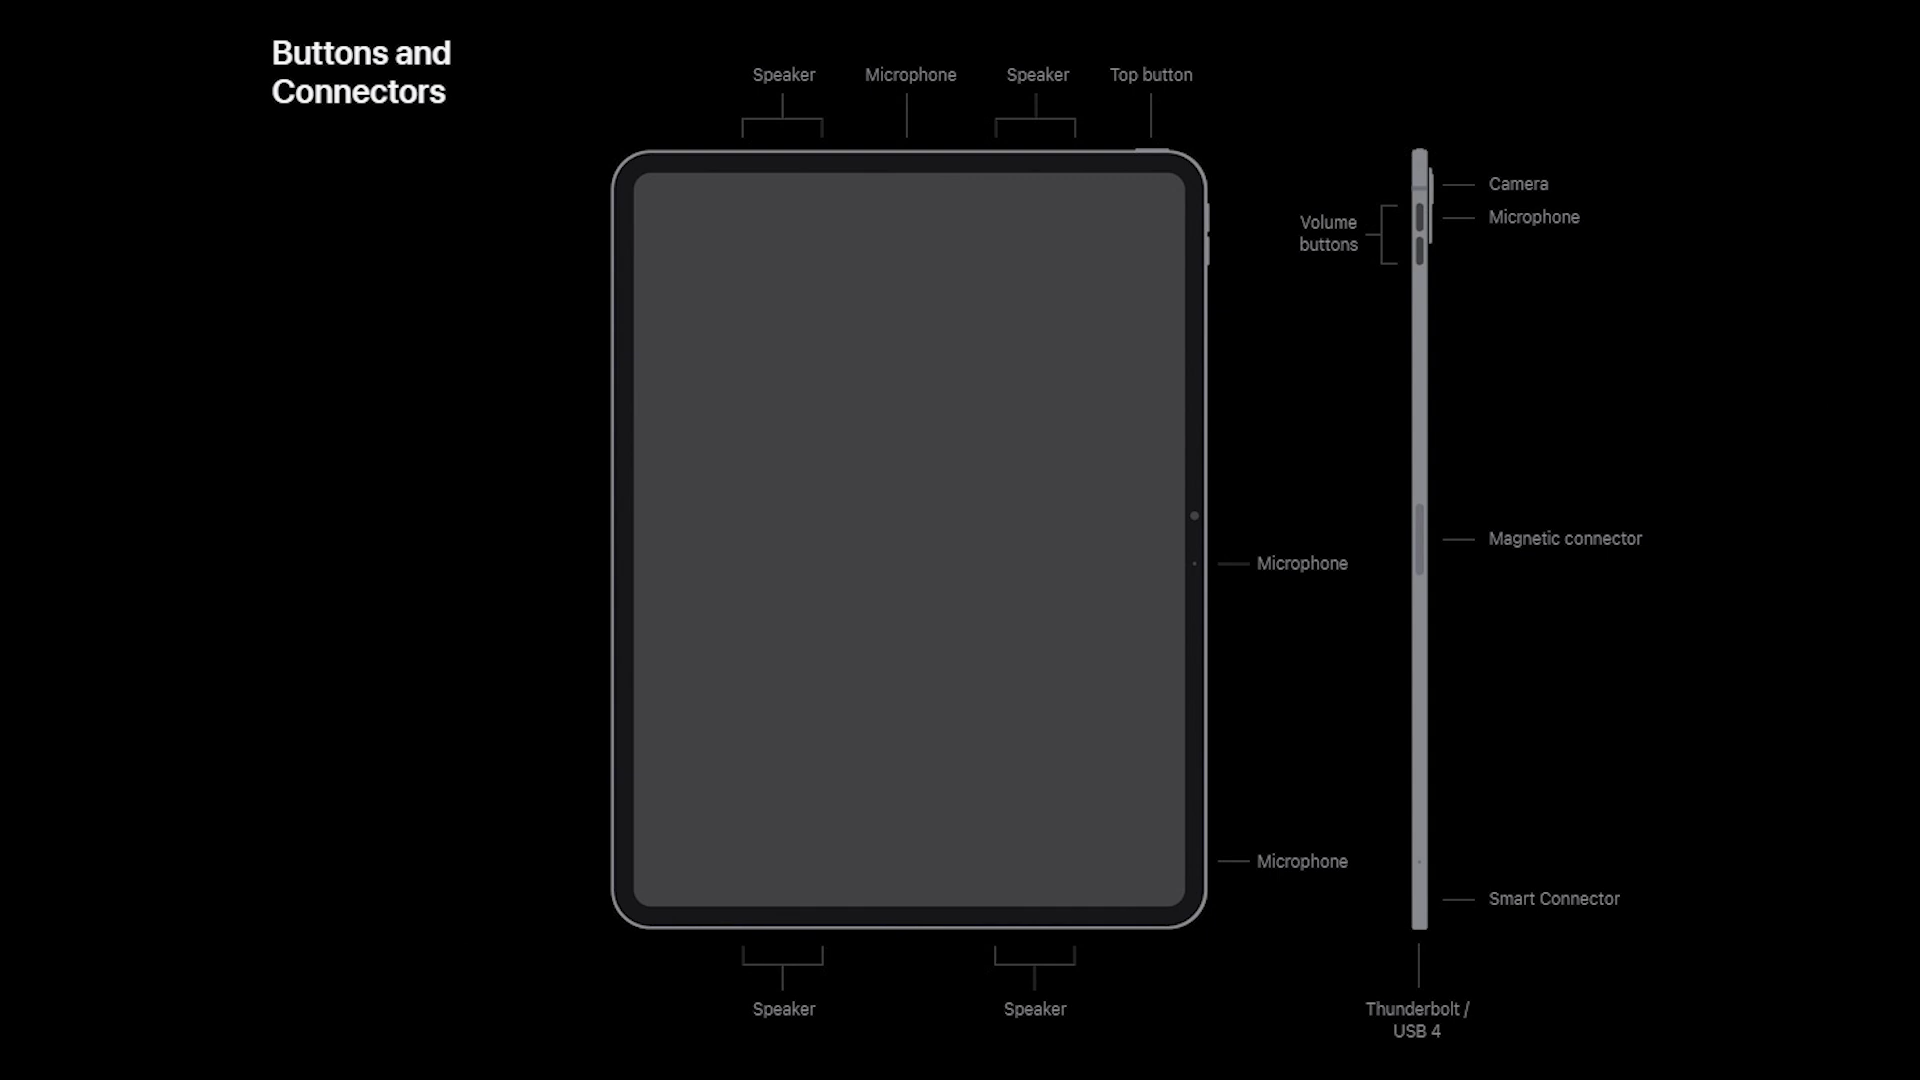 Buttons and
Connectors
Speaker
Microphone
Speaker
Top button
Camera
Microphone
Volume
buttons
Magnetic connector
Microphone
Microphone
Smart Connector
Speaker
Speaker
Thunderbolt /
USB 4